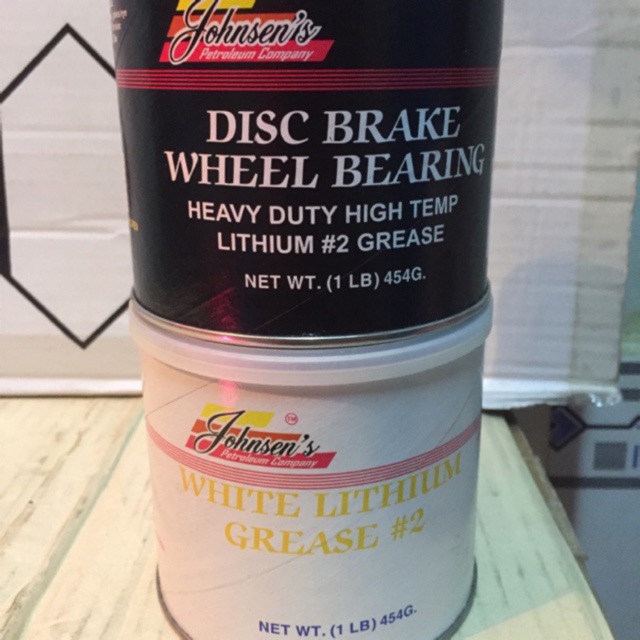 Johnsen's
Petroleum Company
DISC BRAKE
WHEEL BEARING
HEAVY DUTY HIGH TEMP
LITHIUM #2 GREASE
NET WT. (1 LB) 454G.
Johnsen's
TM
Petroleum Company
WHITE LITHIUM
GREASE #2
NET WT. (1 LB) 454G.